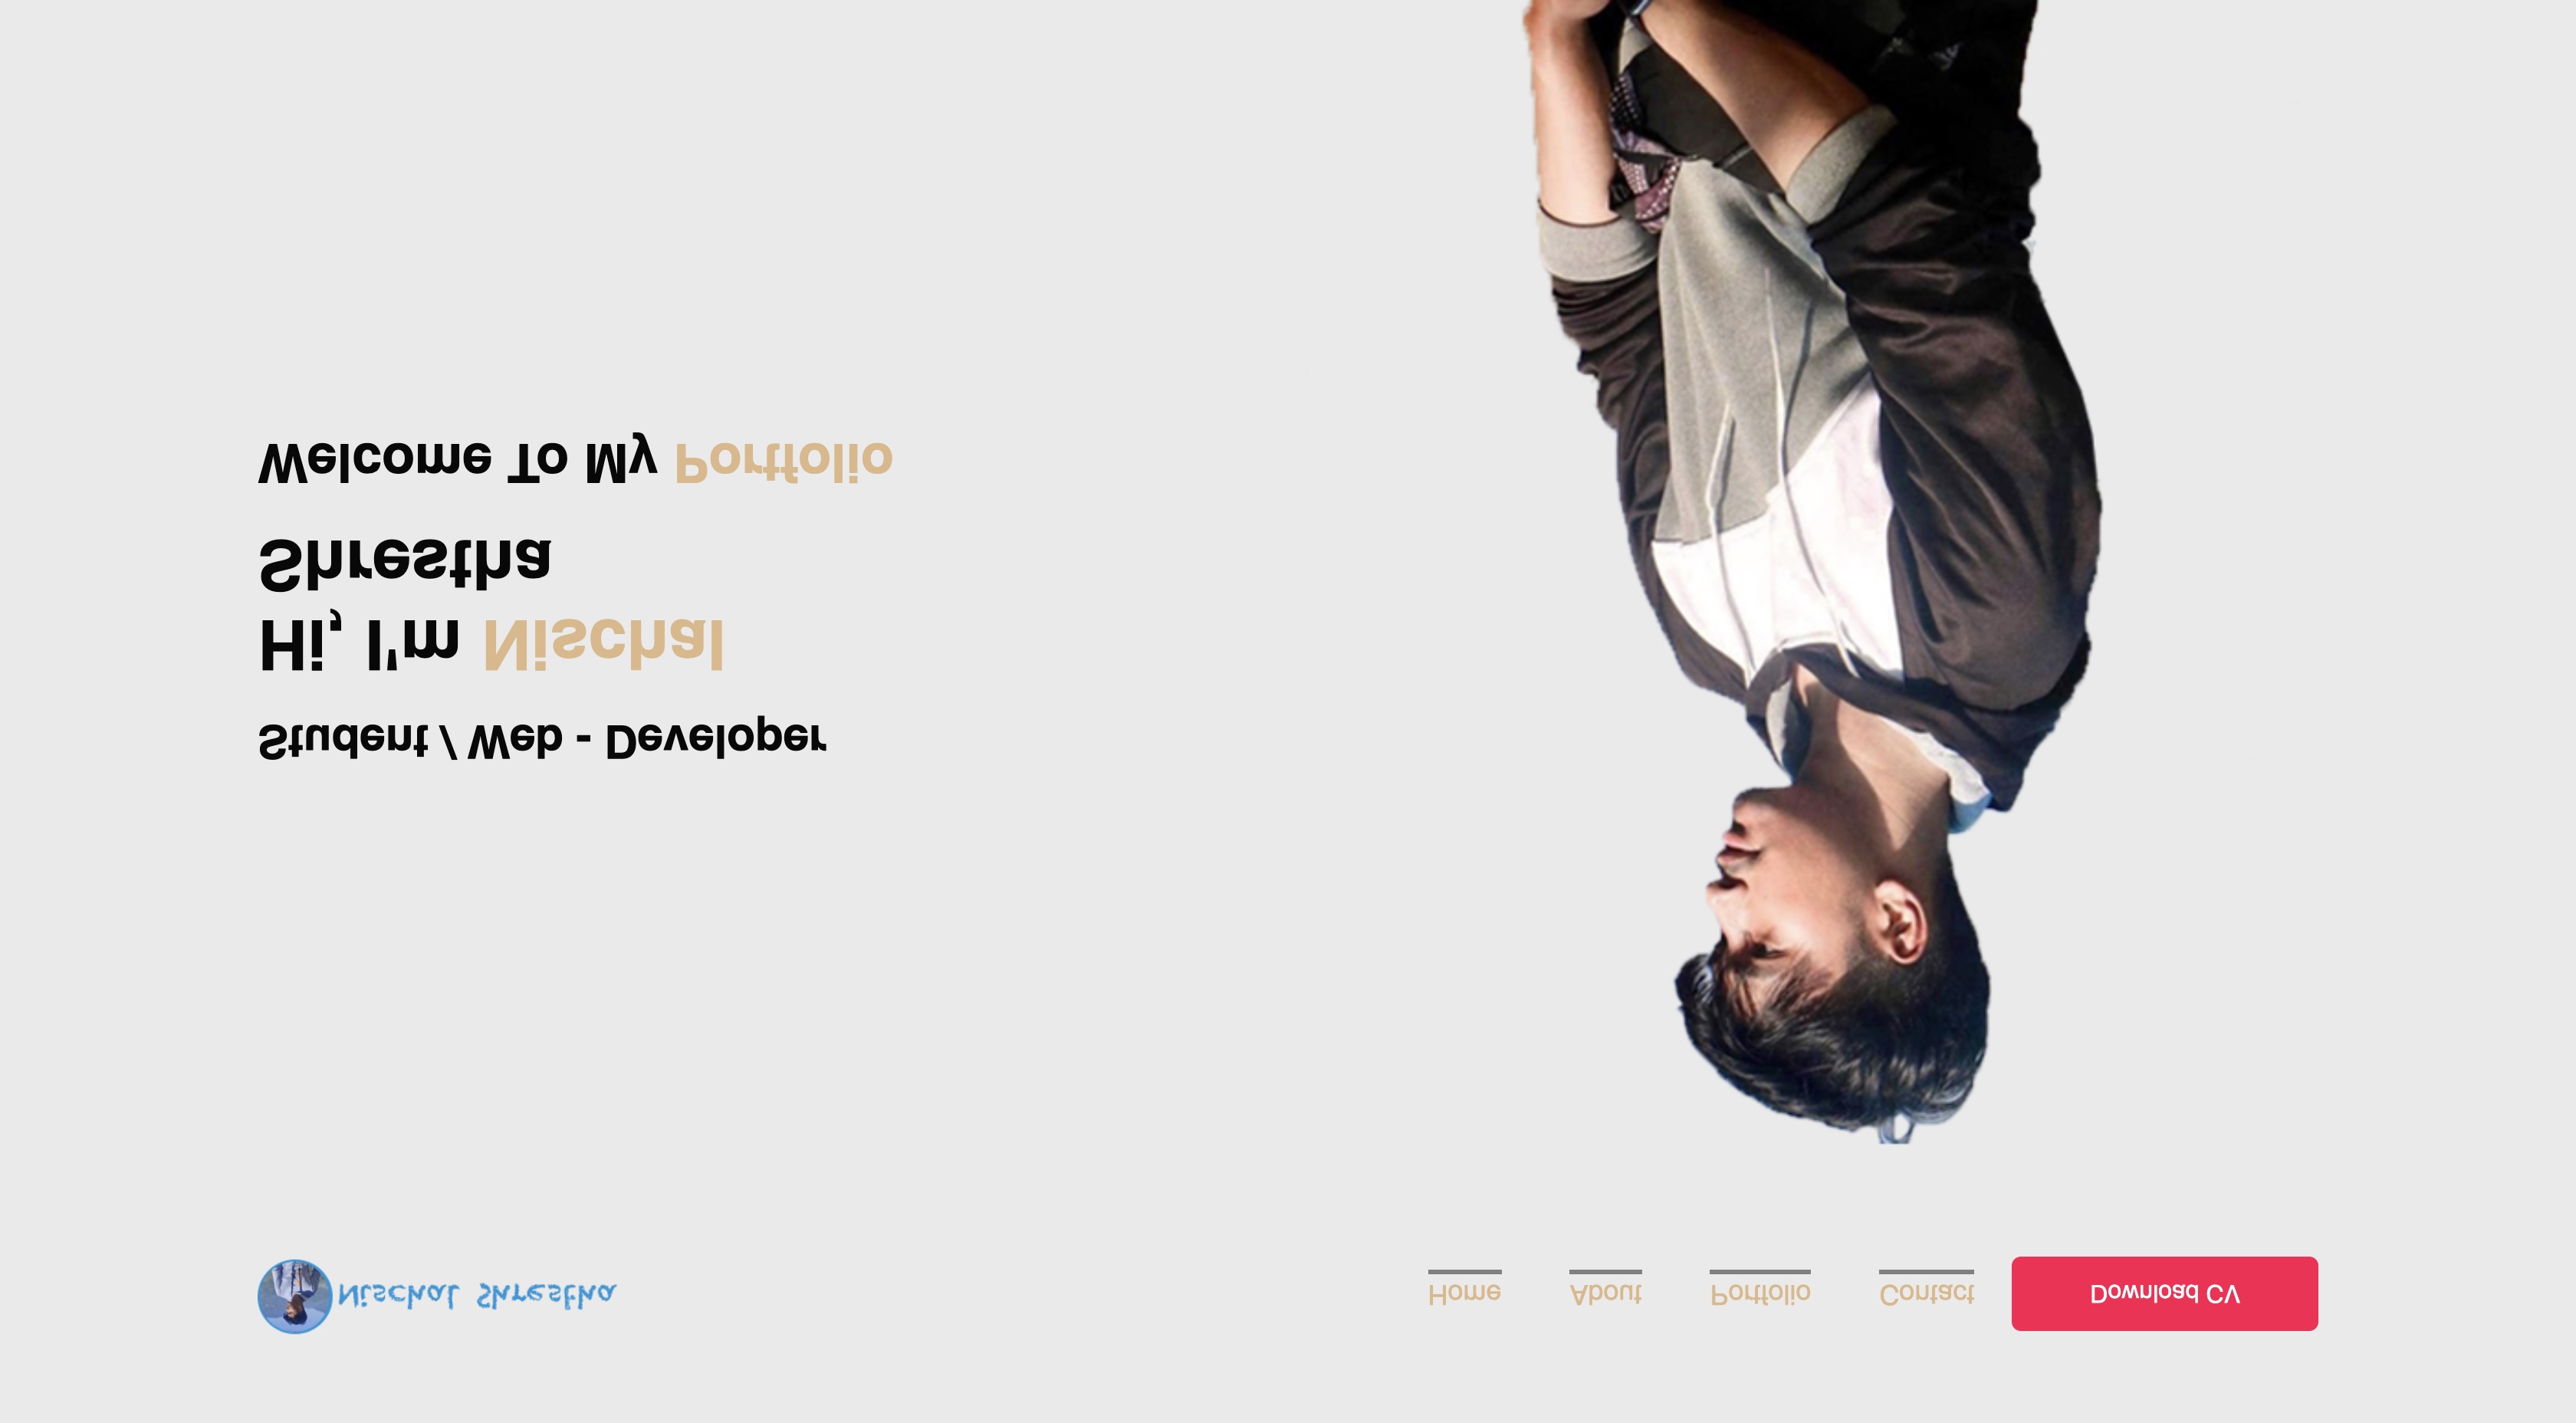 Nischal Shrestha
Home About Portfolio Contact Download CV
Student / Web - Developer
Hi, I'm Nischal
Shrestha
Welcome To My Portfolio